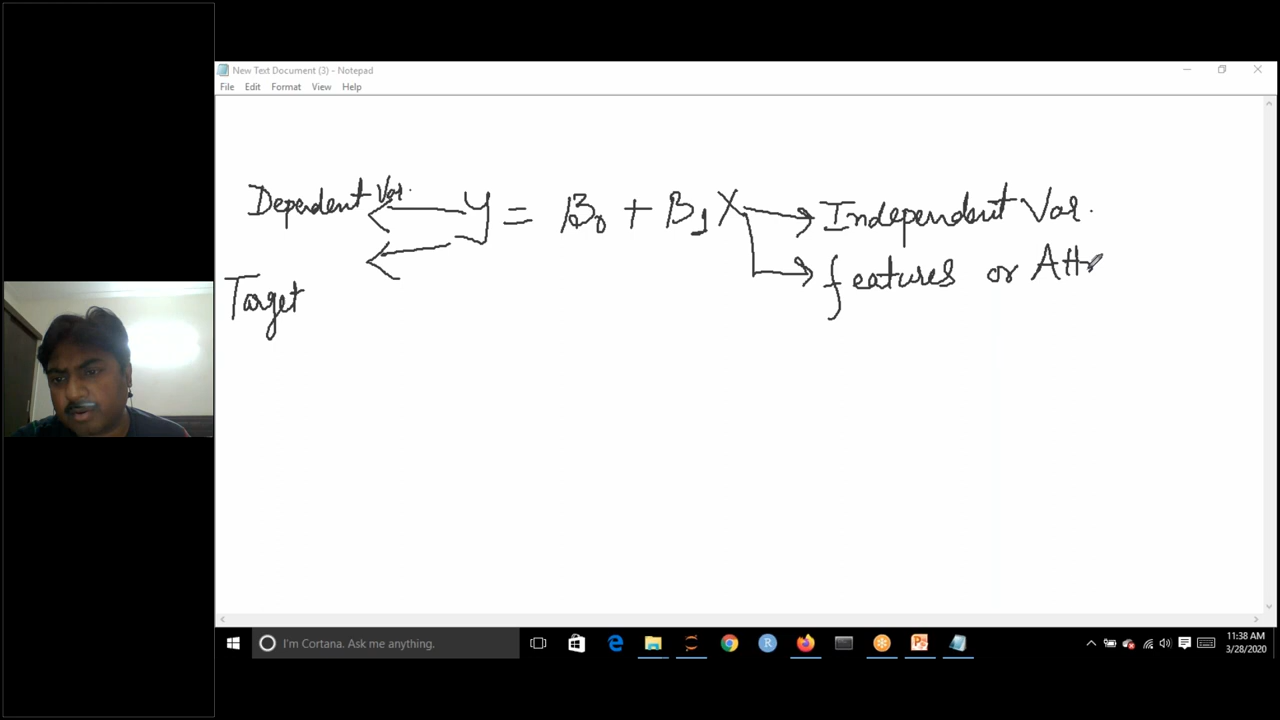 New Text Document (3) - Notepad
File Edit Format View Help
Dependent Var. Y = B0 + B1X Independent Var.
features or Attr
Target
I'm Cortana. Ask me anything.
11:38 AM
3/28/2020